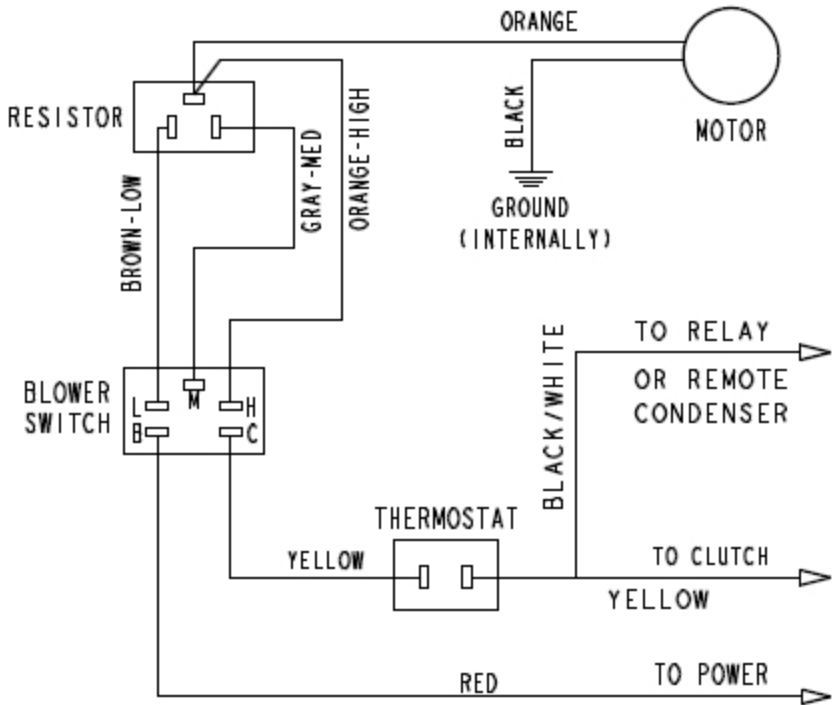 ORANGE
MOTOR
RESISTOR
BLACK
GROUND
(INTERNALLY)
BROWN-LOW
GRAY-MED
ORANGE-HIGH
BLOWER
SWITCH
L
M
H
B
C
BLACK/WHITE
TO RELAY
OR REMOTE
CONDENSER
THERMOSTAT
YELLOW
TO CLUTCH
YELLOW
RED
TO POWER